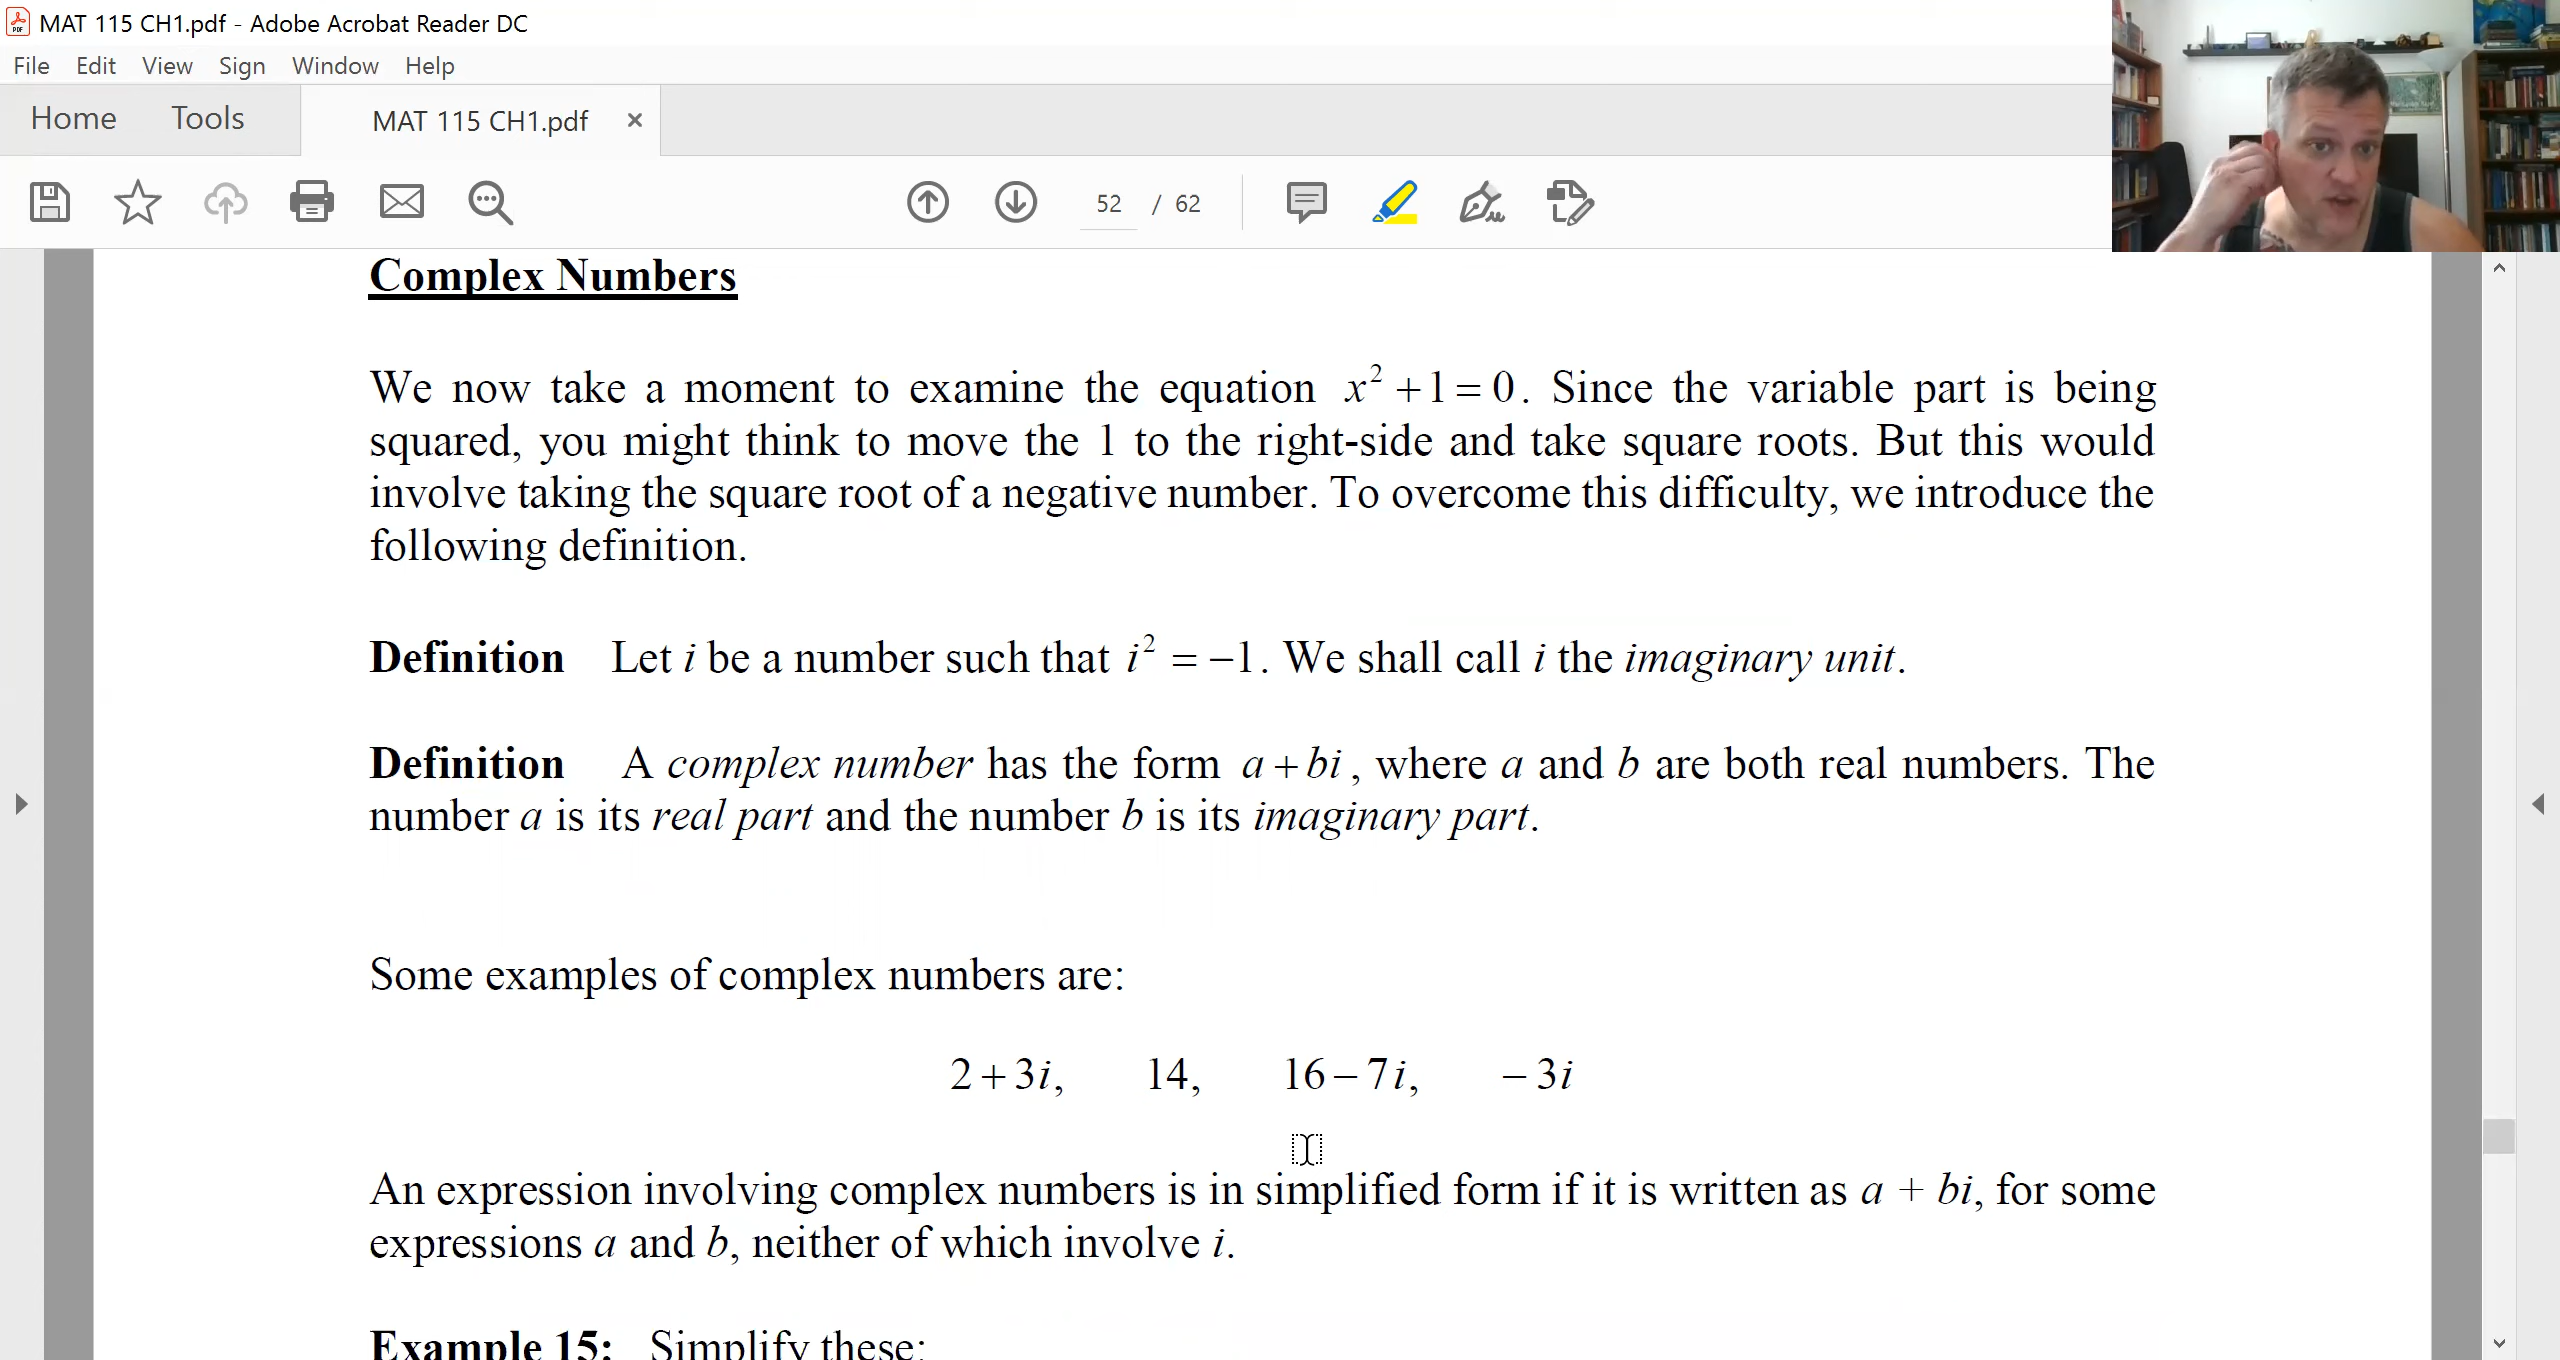 MAT 115 CH1.pdf - Adobe Acrobat Reader DC
File Edit View Sign Window Help
Home Tools MAT 115 CH1.pdf ×
52 / 62
Complex Numbers
We now take a moment to examine the equation x² + 1 = 0. Since the variable part is being
squared, you might think to move the 1 to the right-side and take square roots. But this would
involve taking the square root of a negative number. To overcome this difficulty, we introduce the
following definition.
Definition Let i be a number such that i² = −1. We shall call i the imaginary unit.
Definition A complex number has the form a + bi, where a and b are both real numbers. The
number a is its real part and the number b is its imaginary part.
Some examples of complex numbers are:
2 + 3i, 14, 16 − 7i, − 3i
An expression involving complex numbers is in simplified form if it is written as a + bi, for some
expressions a and b, neither of which involve i.
Example 15: Simplify these: